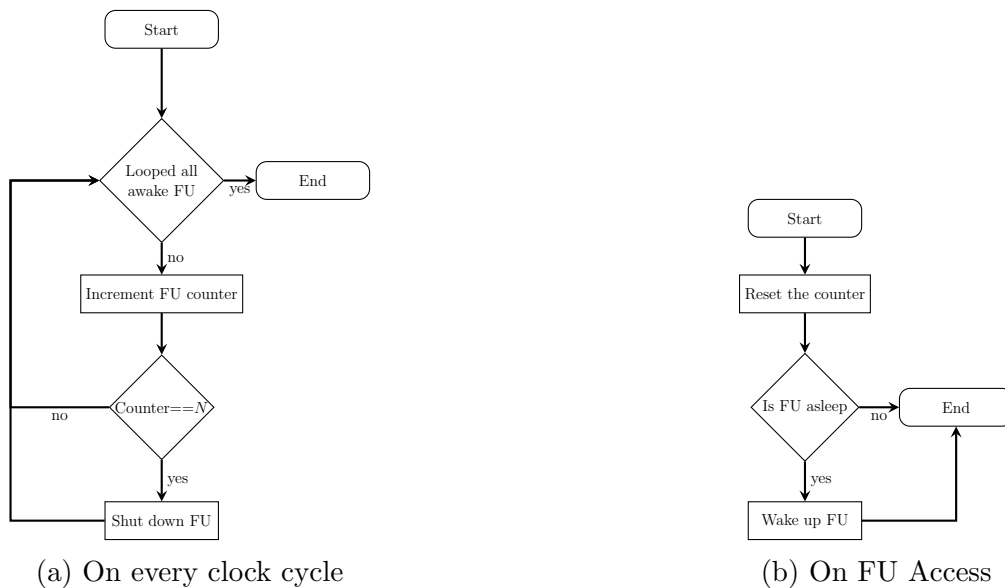 Start
Looped all
awake FU
yes
End
no
Increment FU counter
Counter==N
no
yes
Shut down FU
(a) On every clock cycle
Start
Reset the counter
Is FU asleep
no
End
yes
Wake up FU
(b) On FU Access